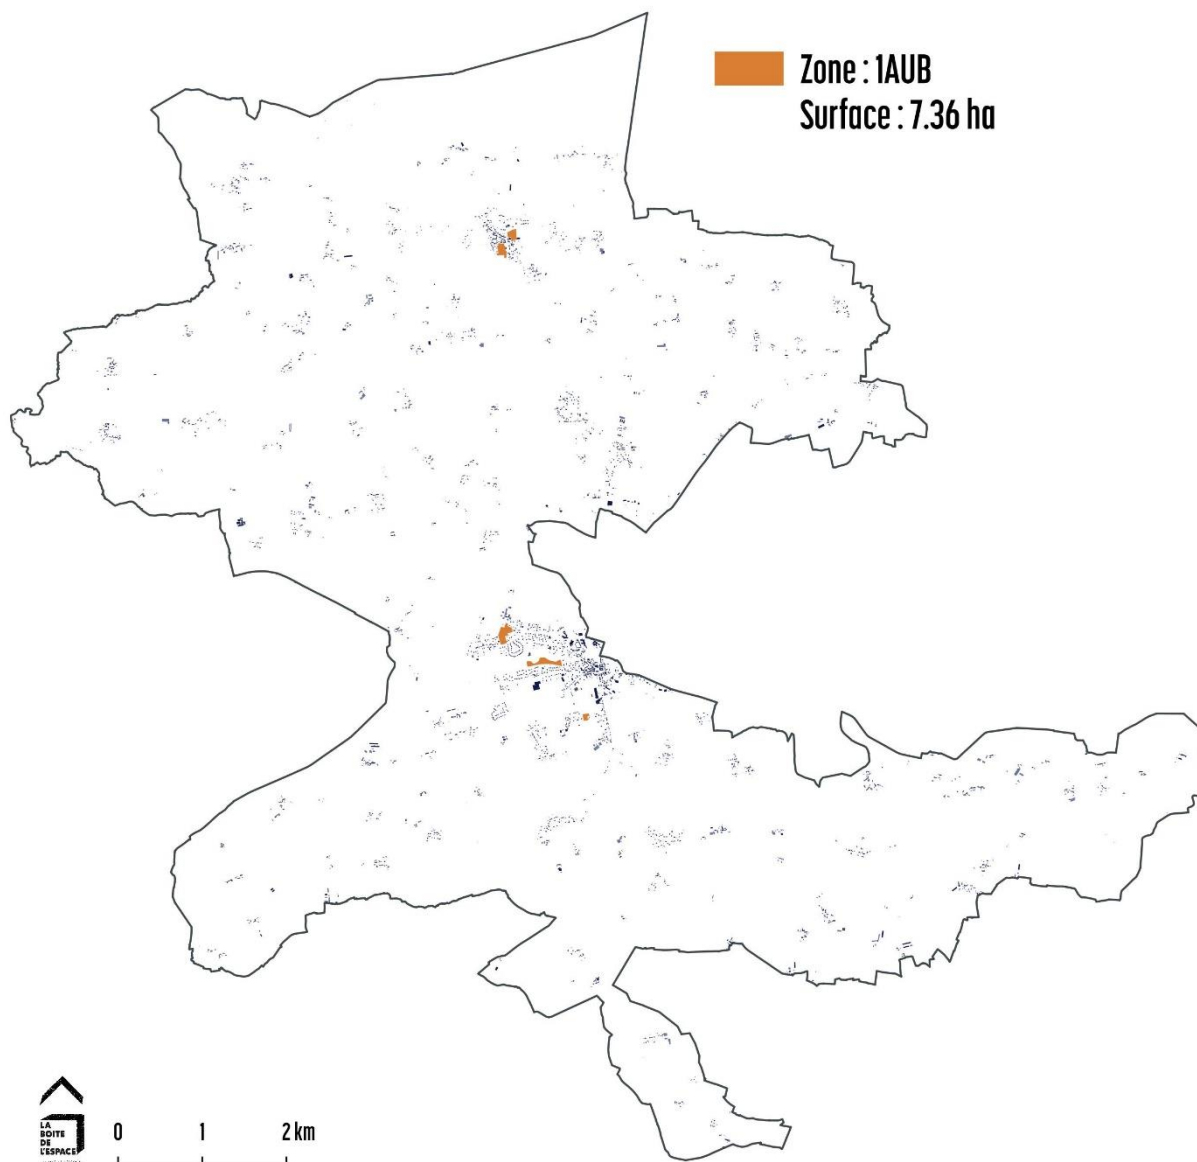 Zone : 1AUB
Surface : 7.36 ha
LA
BOITE
DE
L'ESPACE
0 1 2 km